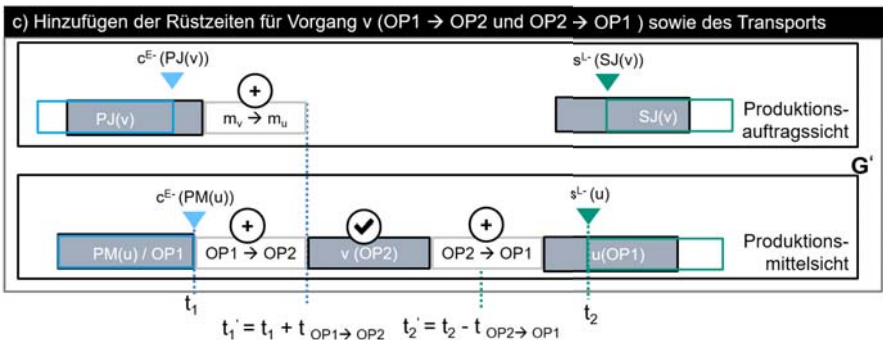 c) Hinzufügen der Rüstzeiten für Vorgang v (OP1 → OP2 und OP2 → OP1 ) sowie des Transports
c^E-(PJ(v))
s^L-(SJ(v))
PJ(v)
+
m_v → m_u
SJ(v)
Produktions-
auftragssicht
G'
c^E-(PM(u))
s^L-(u)
PM(u) / OP1
+
OP1 → OP2
✓
v (OP2)
+
OP2 → OP1
u(OP1)
Produktions-
mittelsicht
t_1
t_2
t_1' = t_1 + t_OP1→ OP2
t_2' = t_2 - t_OP2→ OP1